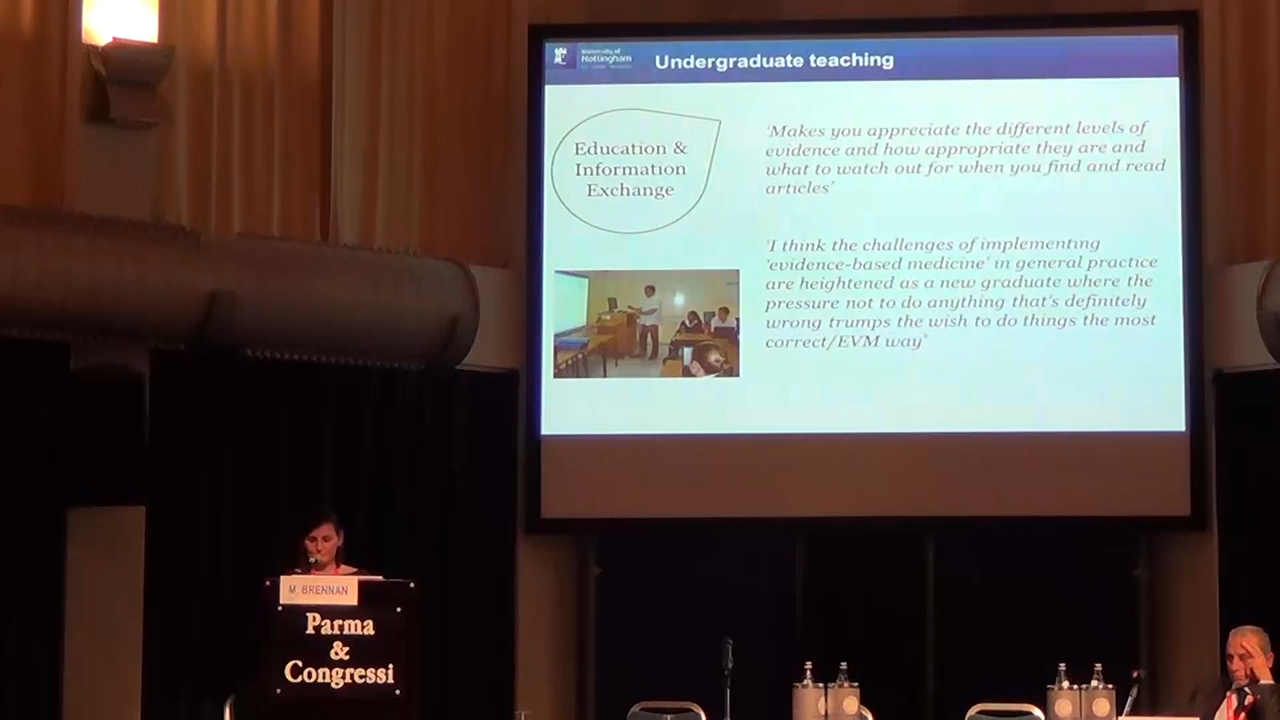 University of
Nottingham
Undergraduate teaching
Education &
Information
Exchange
'Makes you appreciate the different levels of
evidence and how appropriate they are and
what to watch out for when you find and read
articles'
'I think the challenges of implementing
'evidence-based medicine' in general practice
are heightened as a new graduate where the
pressure not to do anything that's definitely
wrong trumps the wish to do things the most
correct/EVM way'
M BRENNAN
Parma
&
Congressi